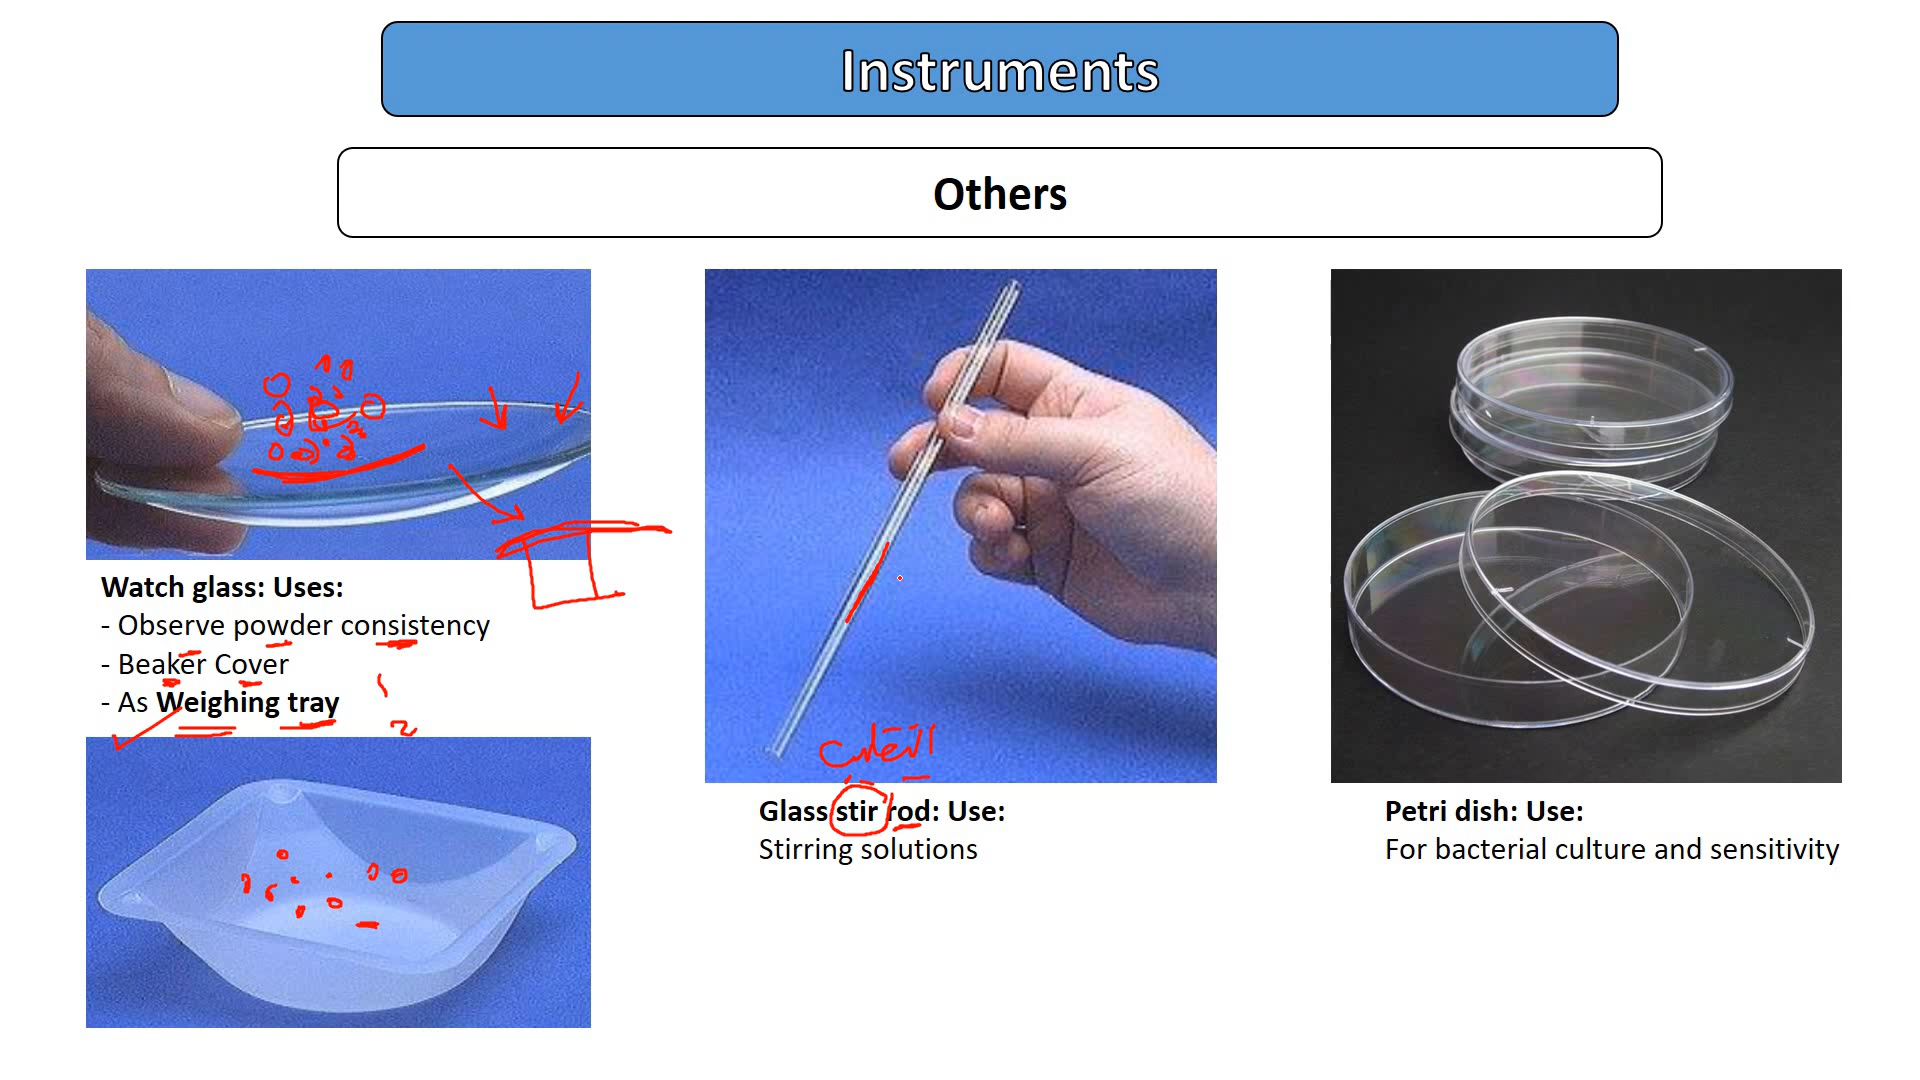 Instruments
Others
Watch glass: Uses:
- Observe powder consistency
- Beaker Cover
- As Weighing tray
Glass stir rod: Use:
Stirring solutions
Petri dish: Use:
For bacterial culture and sensitivity